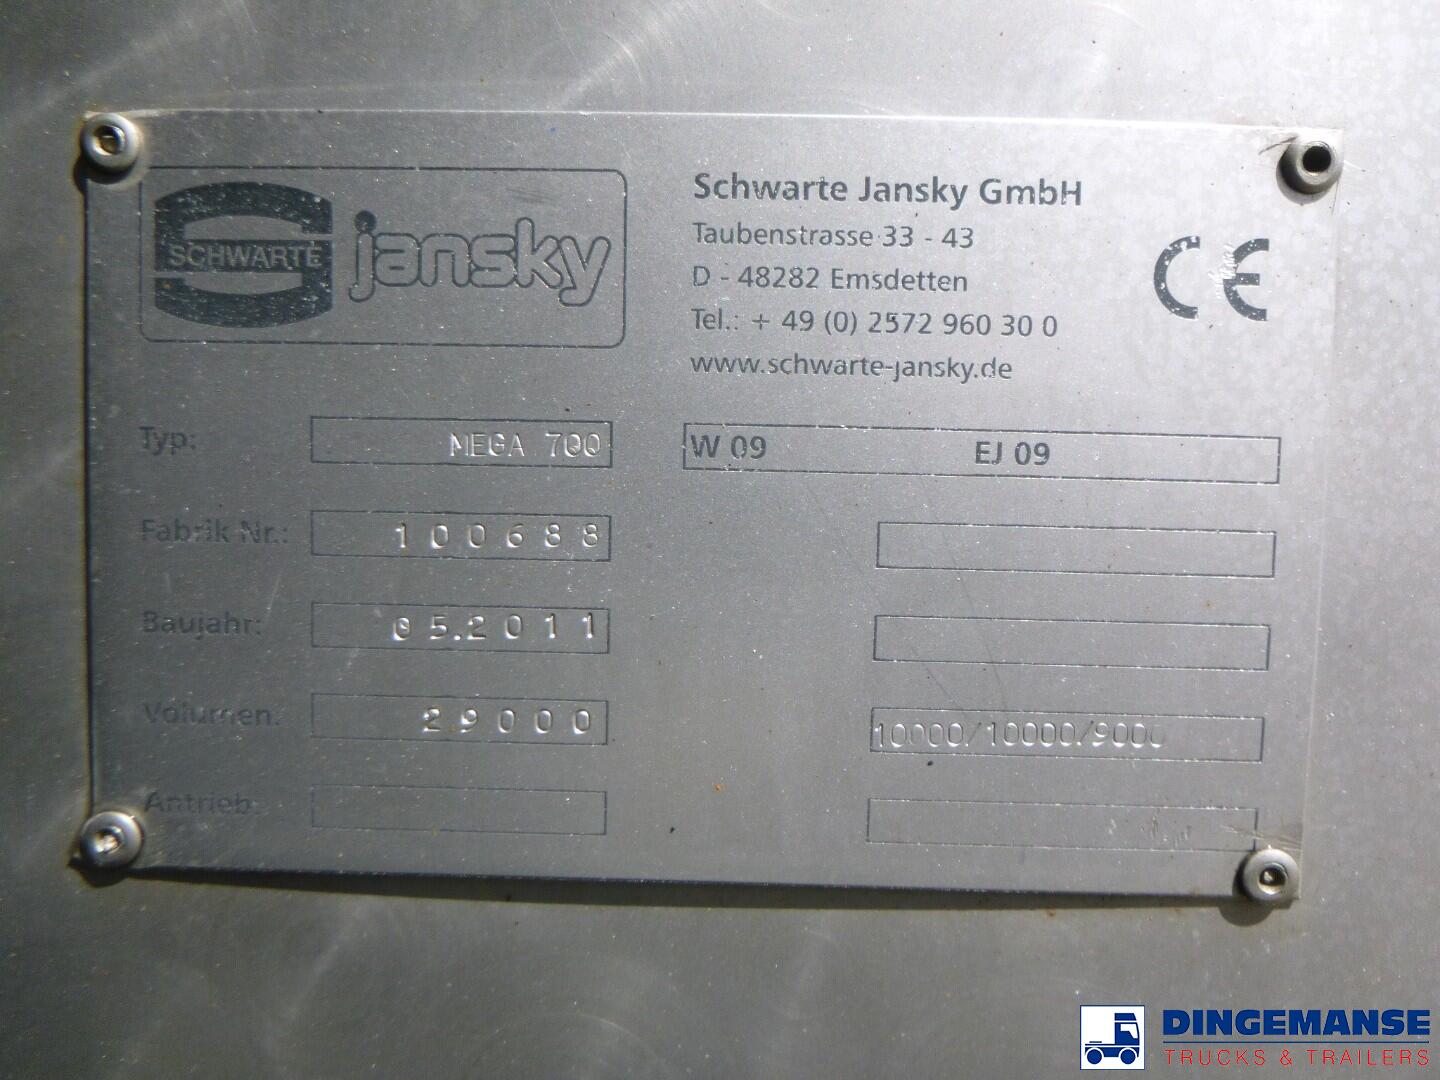 SCHWARTE jansky
Schwarte Jansky GmbH
Taubenstrasse 33 - 43
D - 48282 Emsdetten
Tel.: + 49 (0) 2572 960 30 0
www.schwarte-jansky.de
CE
Typ: MEGA 700 W 09 EJ 09
Fabrik Nr.: 100688
Baujahr: 05.2011
Volumen: 29000 10000/10000/9000
Antrieb:
DINGEMANSE
TRUCKS & TRAILERS